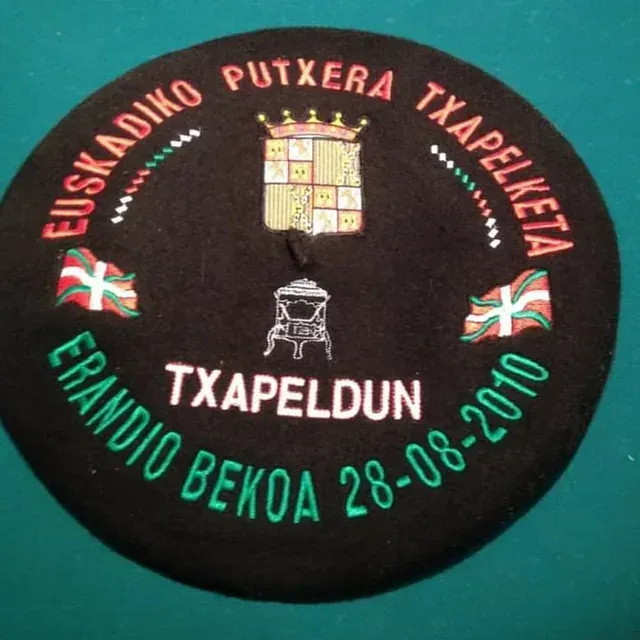 EUSKADIKO PUTXERA TXAPELKETA
TXAPELDUN
ERANDIO BEKOA 28-08-2010